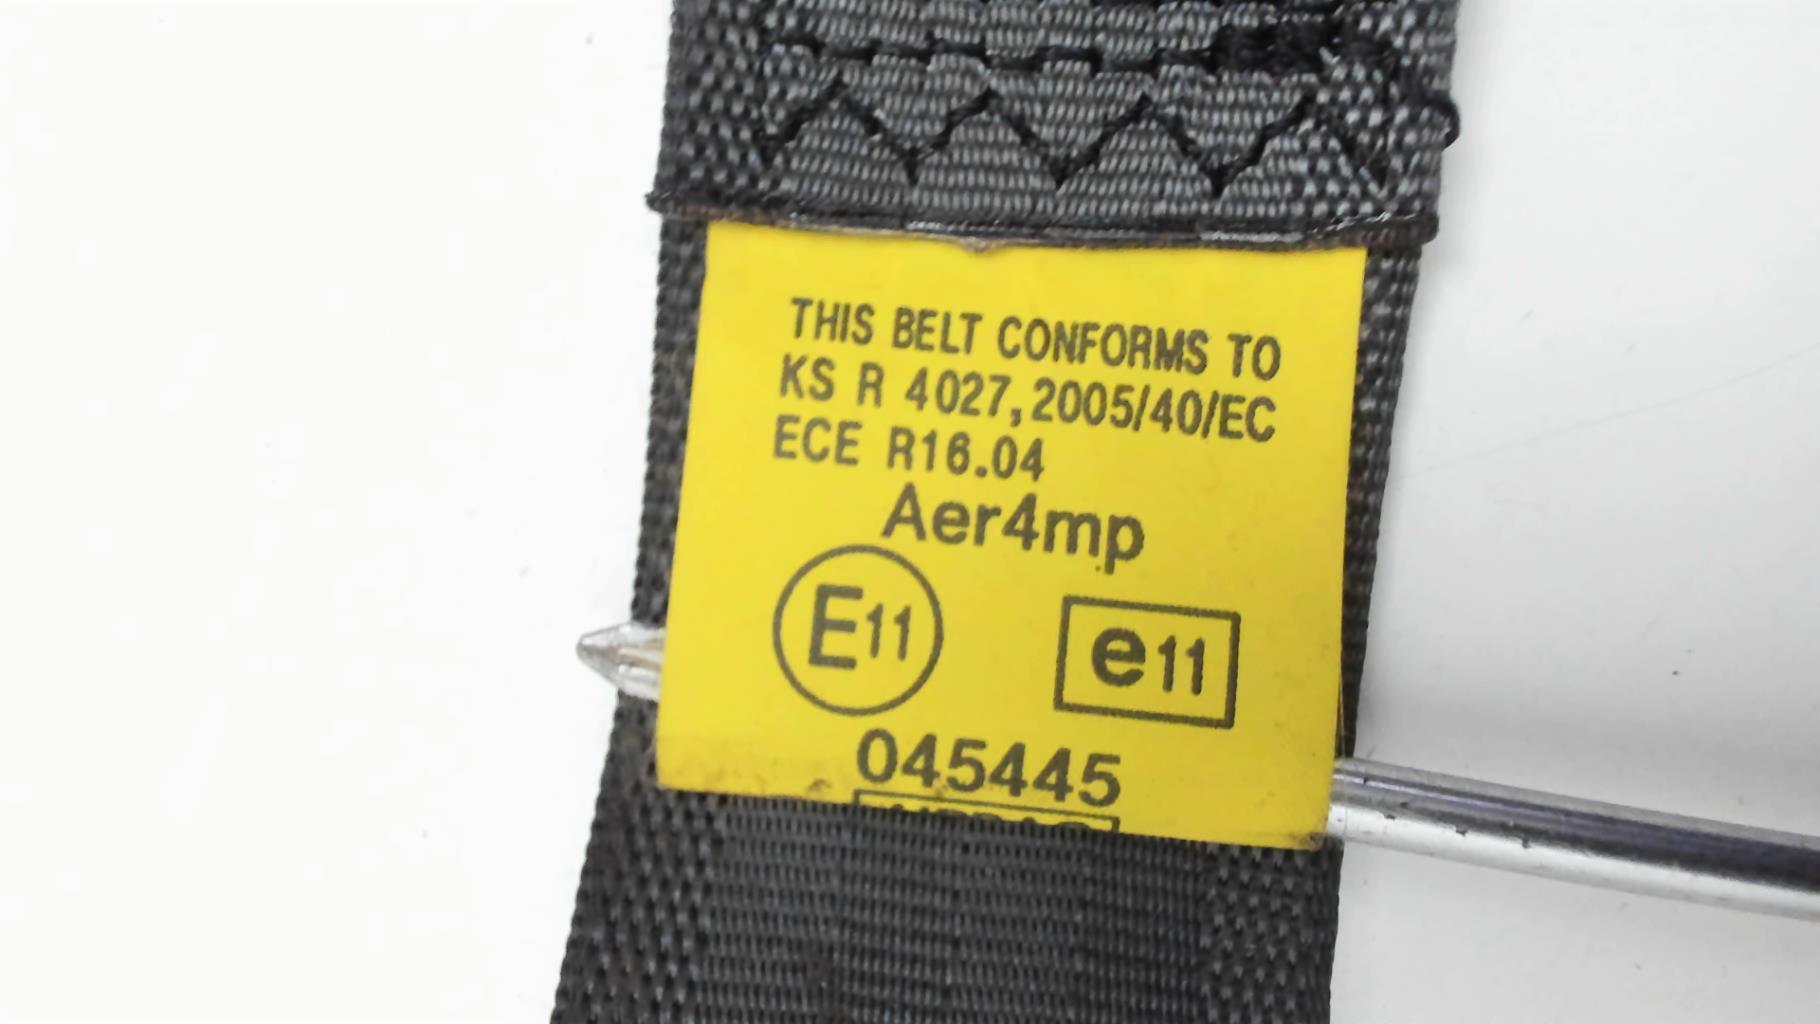 THIS BELT CONFORMS TO
KS R 4027,2005/40/EC
ECE R16.04
Aer4mp
E11 e11
045445